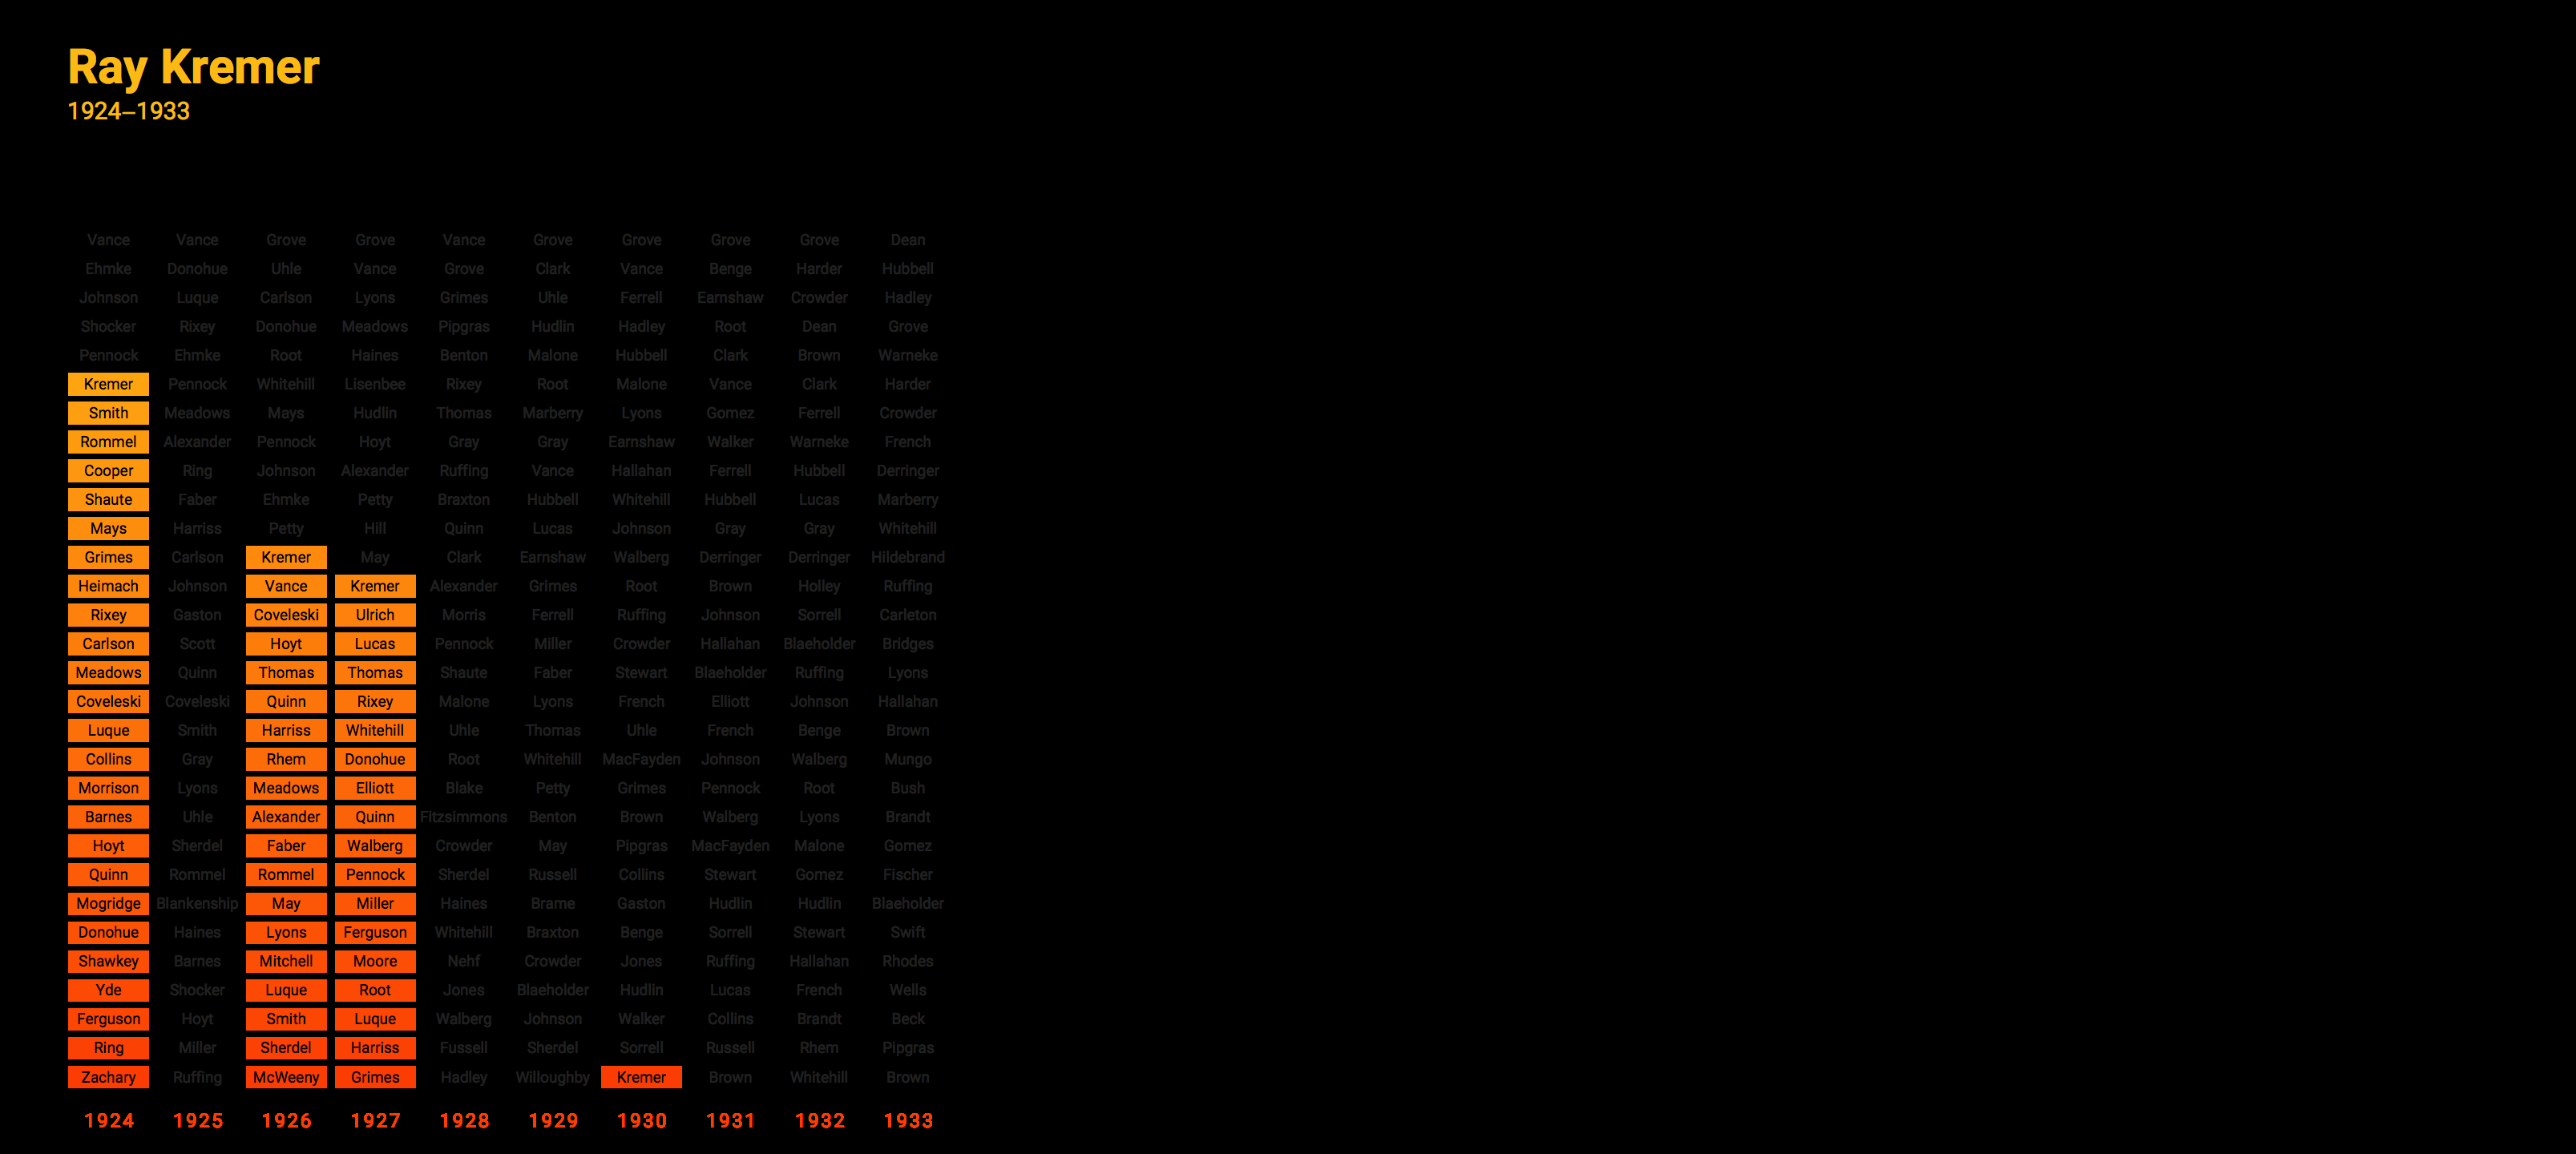 Ray Kremer
1924–1933
Vance Vance Grove Grove Vance Grove Grove Grove Grove Dean
Ehmke Donohue Uhle Vance Grove Clark Vance Benge Harder Hubbell
Johnson Luque Carlson Lyons Grimes Uhle Ferrell Earnshaw Crowder Hadley
Shocker Rixey Donohue Meadows Pipgras Hudlin Hadley Root Dean Grove
Pennock Ehmke Root Haines Benton Malone Hubbell Clark Brown Warneke
Kremer Pennock Whitehill Lisenbee Rixey Root Malone Vance Clark Harder
Smith Meadows Mays Hudlin Thomas Marberry Lyons Gomez Ferrell Crowder
Rommel Alexander Pennock Hoyt Gray Gray Earnshaw Walker Warneke French
Cooper Ring Johnson Alexander Ruffing Vance Hallahan Ferrell Hubbell Derringer
Shaute Faber Ehmke Petty Braxton Hubbell Whitehill Hubbell Lucas Marberry
Mays Harriss Petty Hill Quinn Lucas Johnson Gray Gray Whitehill
Grimes Carlson Kremer May Clark Earnshaw Walberg Derringer Derringer Hildebrand
Heimach Johnson Vance Kremer Alexander Grimes Root Brown Holley Ruffing
Rixey Gaston Coveleski Ulrich Morris Ferrell Ruffing Johnson Sorrell Carleton
Carlson Scott Hoyt Lucas Pennock Miller Crowder Hallahan Blaeholder Bridges
Meadows Quinn Thomas Thomas Shaute Faber Stewart Blaeholder Ruffing Lyons
Coveleski Coveleski Quinn Rixey Malone Lyons French Elliott Johnson Hallahan
Luque Smith Harriss Whitehill Uhle Thomas Uhle French Benge Brown
Collins Gray Rhem Donohue Root Whitehill MacFayden Johnson Walberg Mungo
Morrison Lyons Meadows Elliott Blake Petty Grimes Pennock Root Bush
Barnes Uhle Alexander Quinn Fitzsimmons Benton Brown Walberg Lyons Brandt
Hoyt Sherdel Faber Walberg Crowder May Pipgras MacFayden Malone Gomez
Quinn Rommel Rommel Pennock Sherdel Russell Collins Stewart Gomez Fischer
Mogridge Blankenship May Miller Haines Brame Gaston Hudlin Hudlin Blaeholder
Donohue Haines Lyons Ferguson Whitehill Braxton Benge Sorrell Stewart Swift
Shawkey Barnes Mitchell Moore Nehf Crowder Jones Ruffing Hallahan Rhodes
Yde Shocker Luque Root Jones Blaeholder Hudlin Lucas French Wells
Ferguson Hoyt Smith Luque Walberg Johnson Walker Collins Brandt Beck
Ring Miller Sherdel Harriss Fussell Sherdel Sorrell Russell Rhem Pipgras
Zachary Ruffing McWeeny Grimes Hadley Willoughby Kremer Brown Whitehill Brown
1924 1925 1926 1927 1928 1929 1930 1931 1932 1933